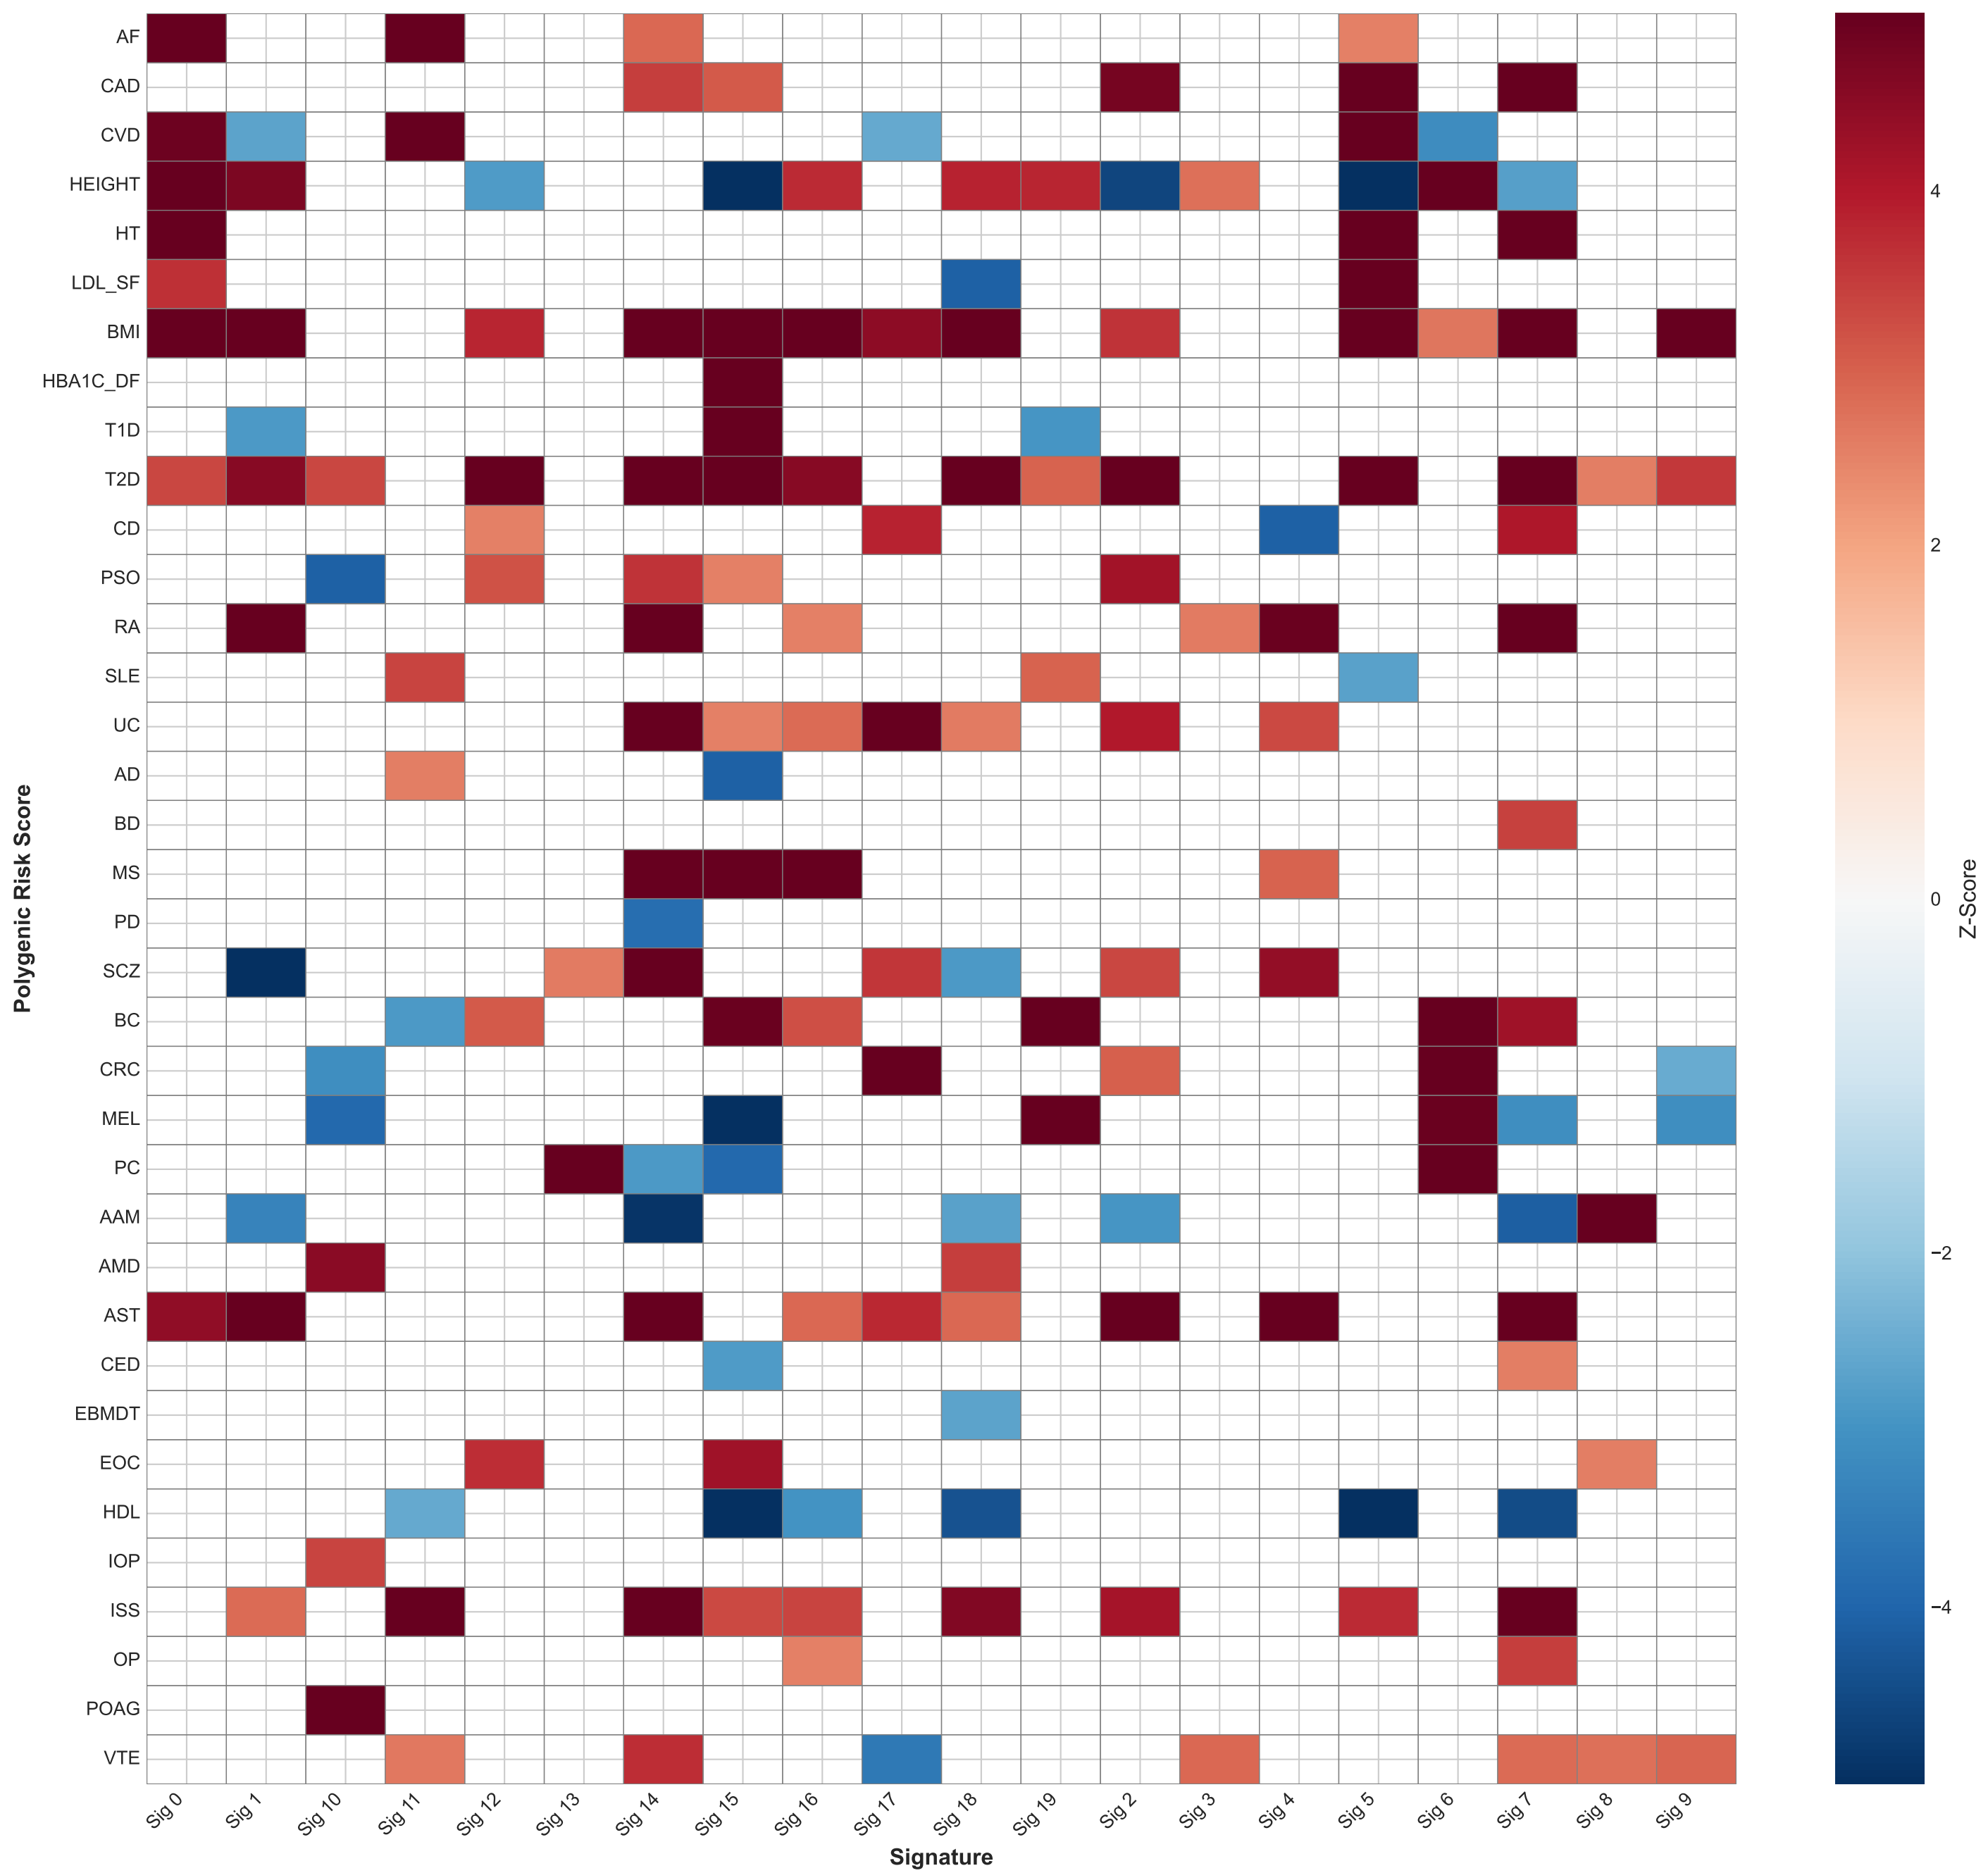 Polygenic Risk Score
AF
CAD
CVD
HEIGHT
HT
LDL_SF
BMI
HBA1C_DF
T1D
T2D
CD
PSO
RA
SLE
UC
AD
BD
MS
PD
SCZ
BC
CRC
MEL
PC
AAM
AMD
AST
CED
EBMDT
EOC
HDL
IOP
ISS
OP
POAG
VTE
Sig 0
Sig 1
Sig 10
Sig 11
Sig 12
Sig 13
Sig 14
Sig 15
Sig 16
Sig 17
Sig 18
Sig 19
Sig 2
Sig 3
Sig 4
Sig 5
Sig 6
Sig 7
Sig 8
Sig 9
Signature
4
2
0
−2
−4
Z-Score